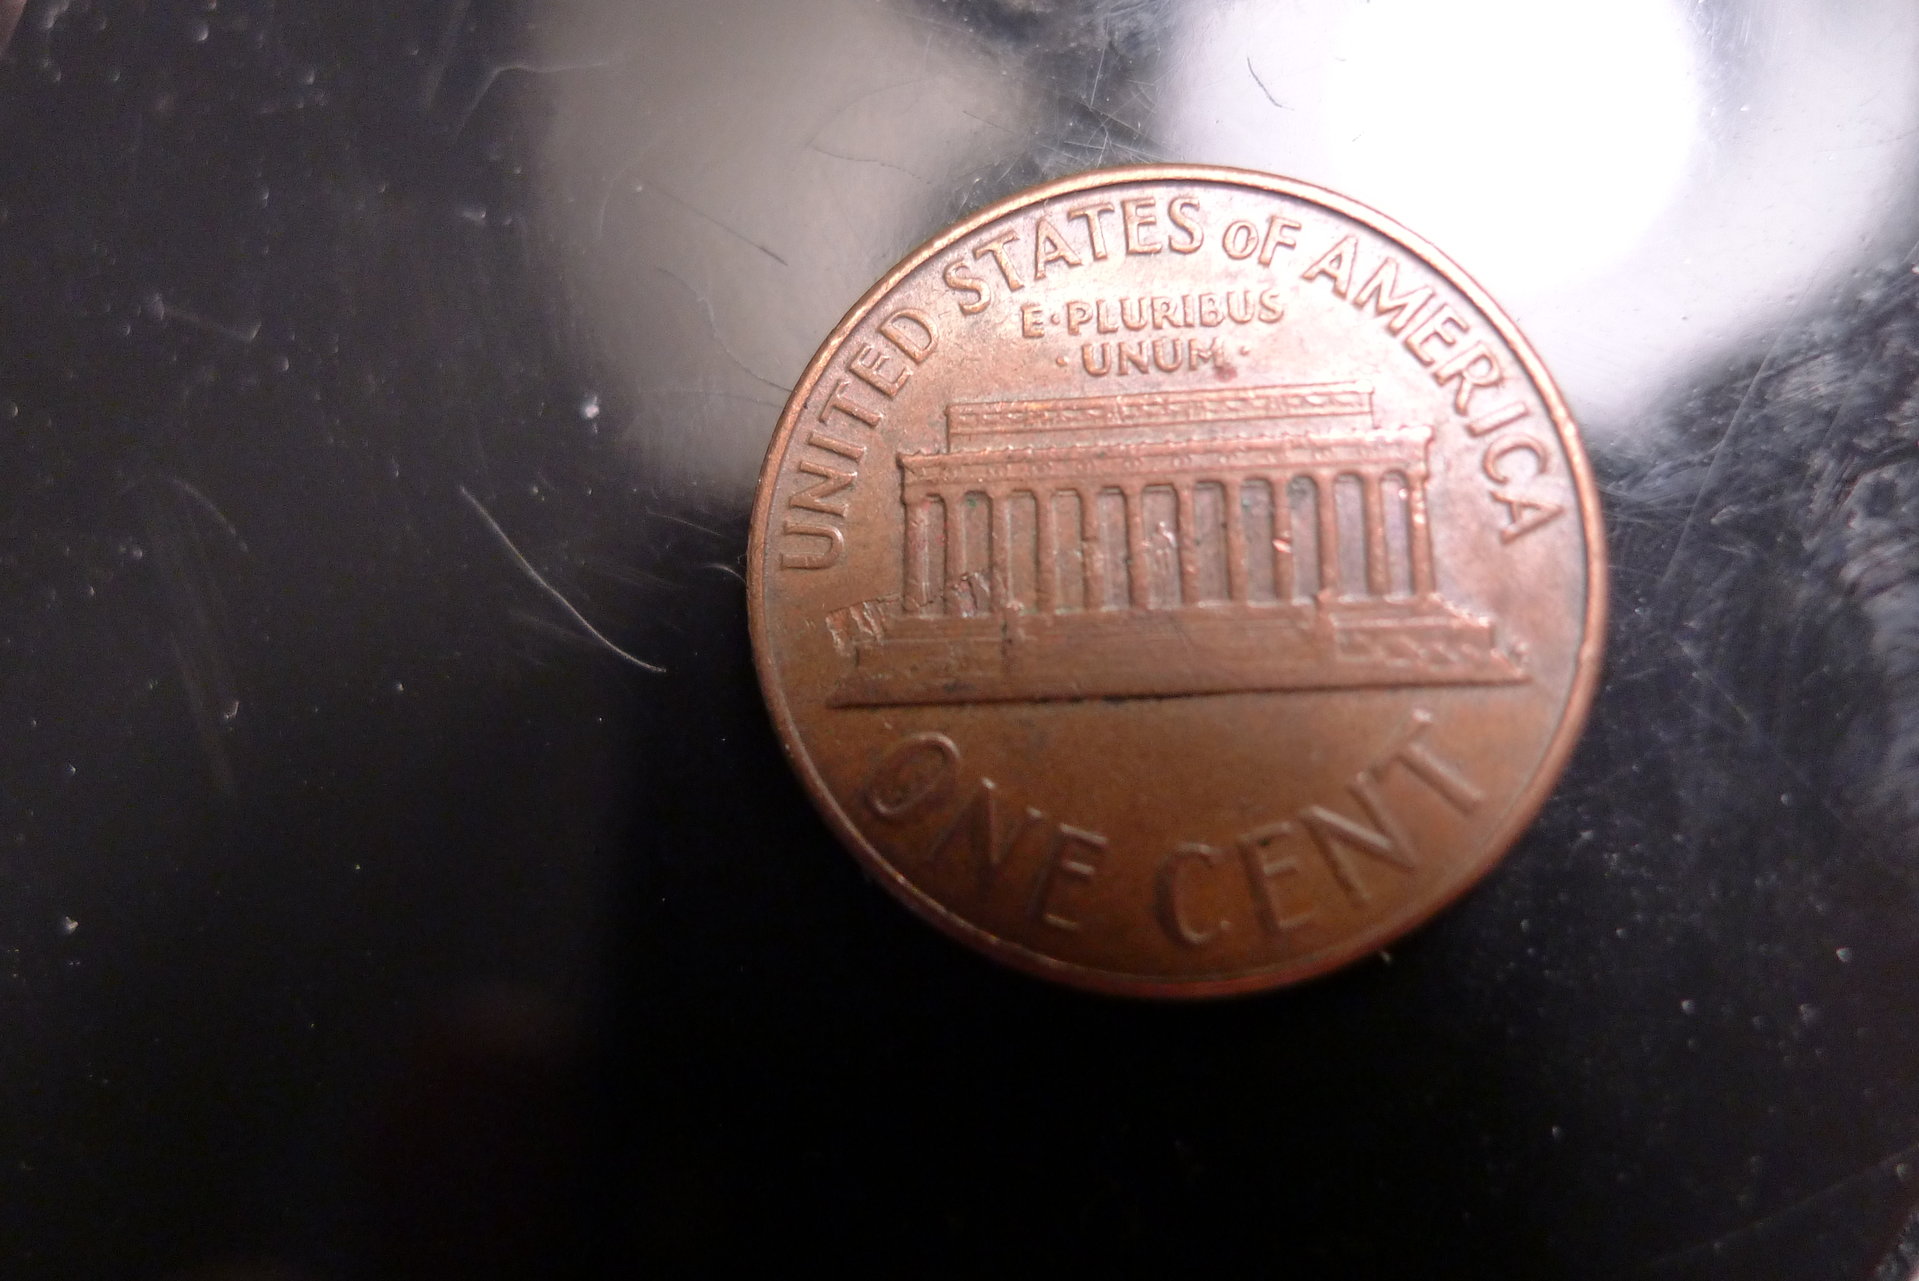 UNITED STATES OF AMERICA
E·PLURIBUS
·UNUM·
ONE CENT